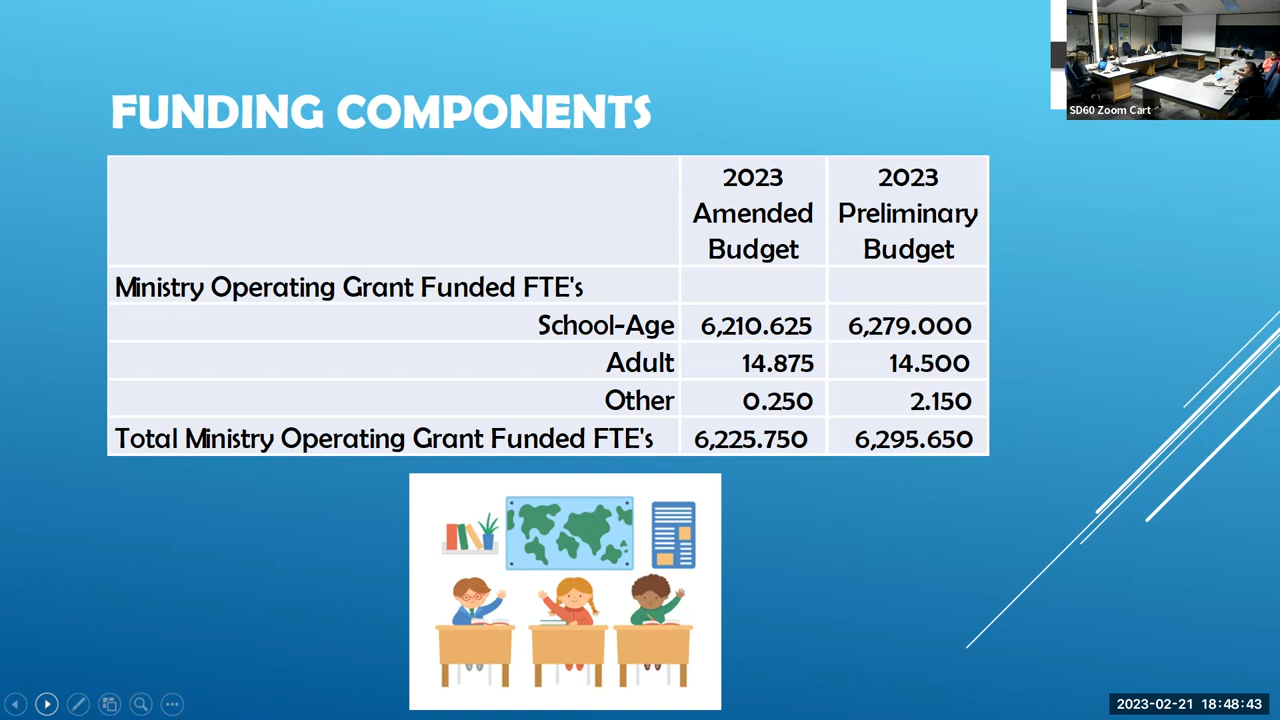 SD60 Zoom Cart
FUNDING COMPONENTS
2023 Amended Budget 2023 Preliminary Budget
Ministry Operating Grant Funded FTE's
School-Age 6,210.625 6,279.000
Adult 14.875 14.500
Other 0.250 2.150
Total Ministry Operating Grant Funded FTE's 6,225.750 6,295.650
2023-02-21 18:48:43